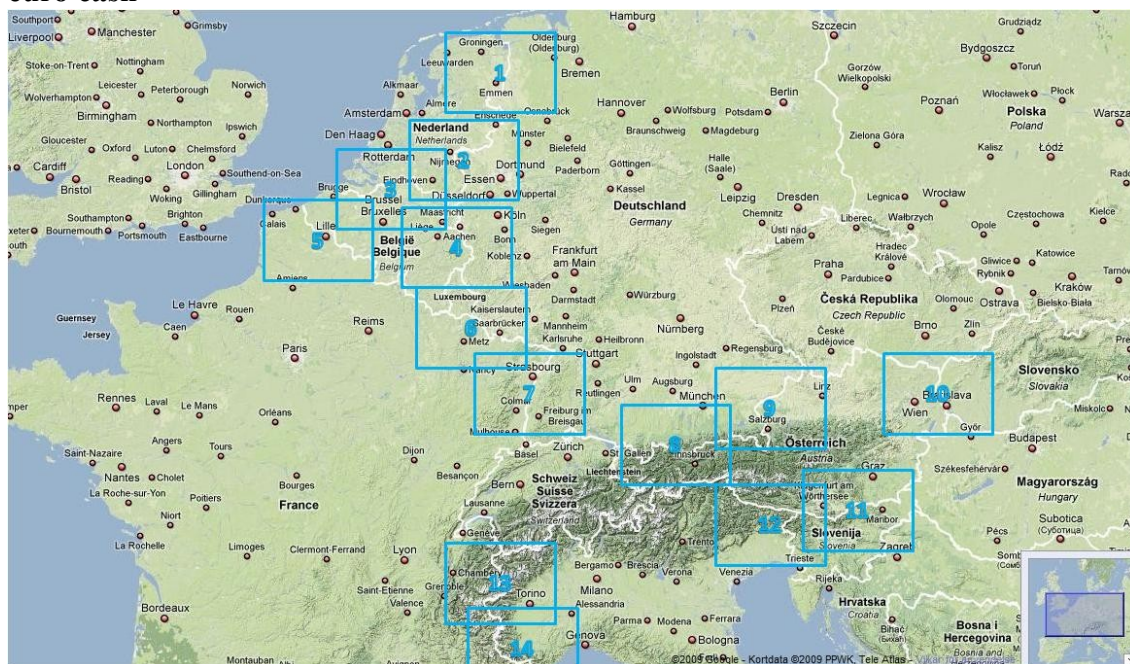 Southport
Grimsby
Liverpool
Manchester
Hamburg
Szczecin
Grudziądz
Groningen
Oldenburg
(Oldenburg)
Leeuwarden
Bremen
Bydgoszcz
Stoke-on-Trent
Nottingham
1
Gorzów
Wielkopolski
Toruń
Leicester
Peterborough
Norwich
Emmen
Wolverhampton
Birmingham
Alkmaar
Almere
Amsterdam
Enschede
Osnabrück
Hannover
Wolfsburg
Potsdam
Berlin
Poznań
Włocławek
Płock
Polska
Poland
Warsza
Northampton
Ipswich
Nederland
Netherlands
Den Haag
Münster
Bielefeld
Braunschweig
Magdeburg
Zielona Góra
Gloucester
Oxford
Luton
Chelmsford
Rotterdam
Nijmegen
2
Dortmund
Paderborn
Göttingen
Halle
(Saale)
Kalisz
Łódź
Cardiff
Bristol
Reading
London
Southend-on-Sea
Gillingham
Woking
Eindhoven
3
Essen
Düsseldorf
Wuppertal
Kassel
Leipzig
Dresden
Legnica
Wrocław
Brugge
Brussel
Bruxelles
Dunkerque
Calais
Southampton
Brighton
Bournemouth
Portsmouth
Eastbourne
Maastricht
Köln
Deutschland
Germany
Chemnitz
Liberec
Wałbrzych
Częstochowa
Kielce
Opole
Lille
5
Liège
Aachen
Bonn
Siegen
4
België
Belgique
Belgium
Koblenz
Frankfurt
am Main
Ústí nad
Labem
Hradec
Králové
Gliwice
Katowice
Rybnik
Praha
Pardubice
Kraków
Amiens
Wiesbaden
Darmstadt
Würzburg
Česká Republika
Czech Republic
Olomouc
Ostrava
Bielsko-Biała
Le Havre
Rouen
Luxembourg
Kaiserslautern
Mannheim
Plzeň
Guernsey
Jersey
Caen
Reims
6
Saarbrücken
Metz
Karlsruhe
Heilbronn
Nürnberg
České
Budějovice
Brno
Zlín
Paris
Nancy
Strasbourg
Stuttgart
Ingolstadt
Regensburg
Slovensko
Slovakia
7
Reutlingen
Ulm
Augsburg
München
Linz
10
Bratislava
Wien
Rennes
Laval
Le Mans
Orléans
Colmar
Freiburg im
Breisgau
9
Salzburg
Miskolc
Mulhouse
Győr
Budapest
Angers
Tours
Dijon
Basel
Zürich
St. Gallen
8
Innsbruck
Österreich
Austria
Saint-Nazaire
Nantes
Cholet
Besançon
Liechtenstein
Graz
Székesfehérvár
La Roche-sur-Yon
Poitiers
Bourges
France
Bern
Schweiz
Suisse
Svizzera
Switzerland
Klagenfurt am
Wörthersee
11
Magyarország
Hungary
Niort
Lausanne
12
Maribor
Pécs
Subotica
(Суботица)
La Rochelle
Genève
Trento
Slovenija
Slovenia
Zagreb
Limoges
Clermont-Ferrand
Lyon
Trieste
Chambéry
13
Bergamo
Brescia
Verona
Venezia
Rijeka
Saint-Étienne
Grenoble
Torino
Milano
Valence
Alessandria
Hrvatska
Croatia
Bordeaux
Parma
Modena
Ferrara
Bihać
(Бихаћ)
Bosna i
Hercegovina
Bosnia and
Genova
Bologna
Montauban
Avignon
14
©2009 Google - Kortdata ©2009 PPWK, Tele Atlas -